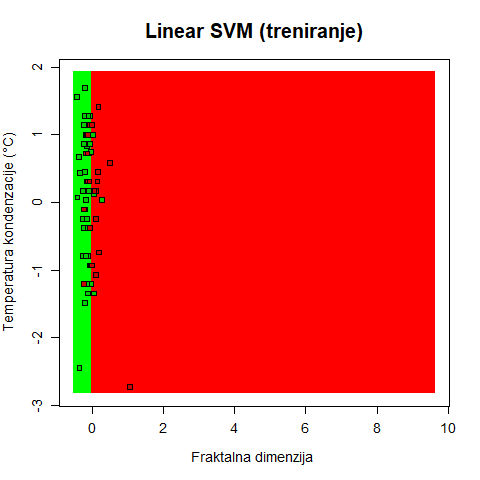 Linear SVM (treniranje)
Temperatura kondenzacije (°C)
2
1
0
-1
-2
-3
0 2 4 6 8 10
Fraktalna dimenzija